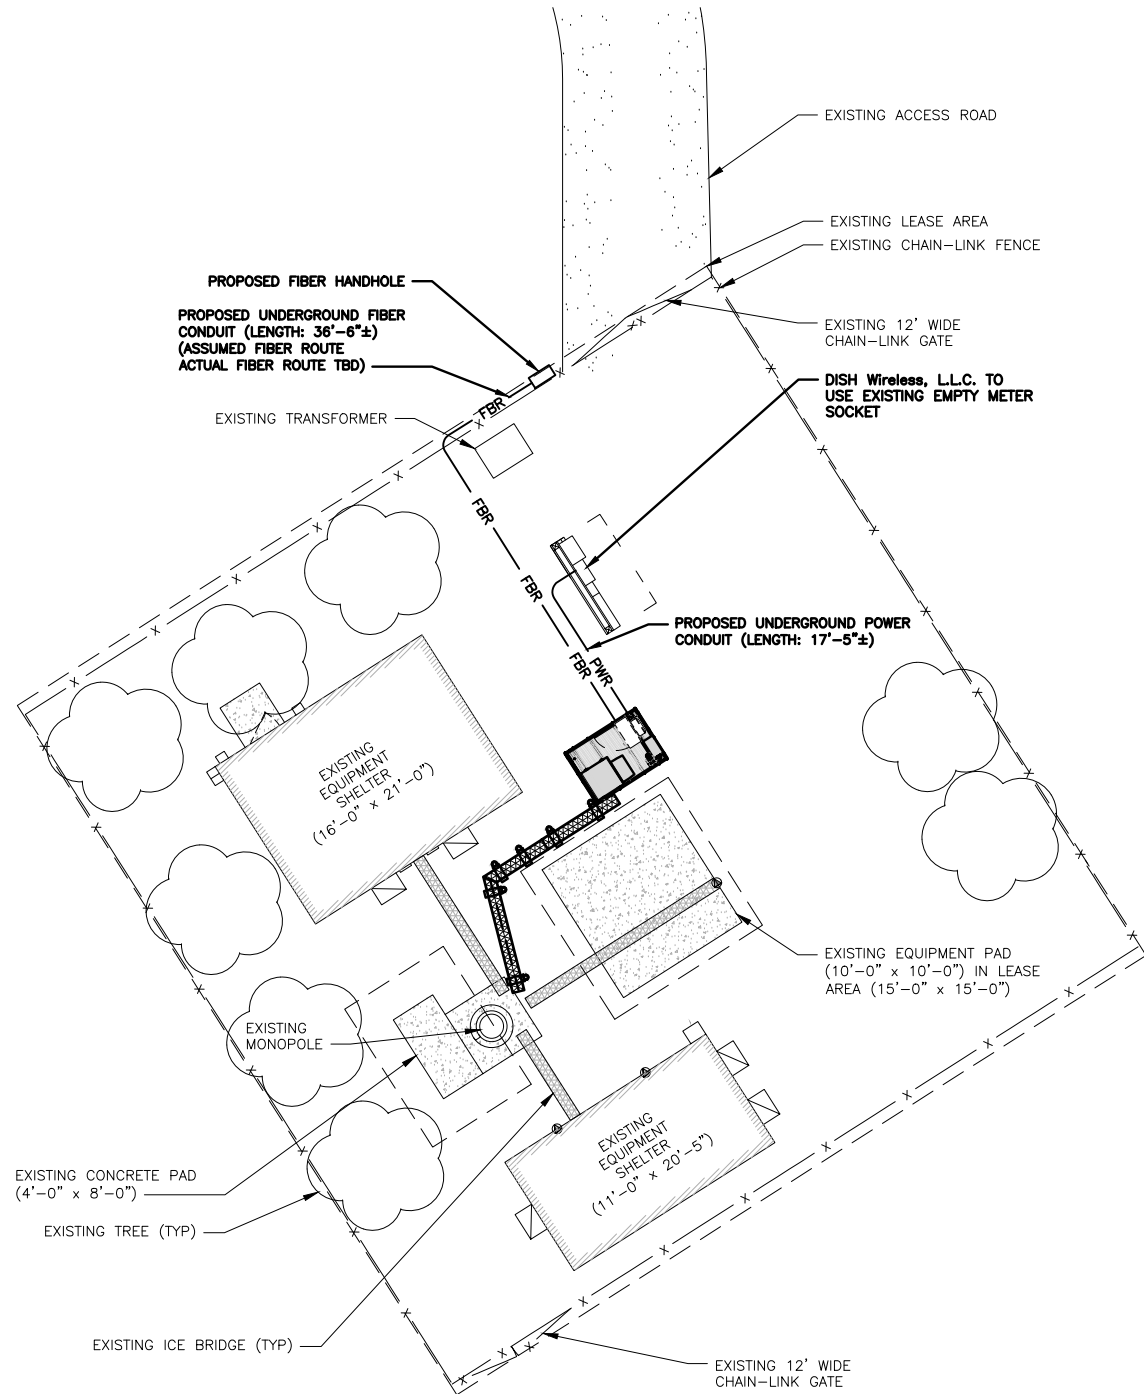 EXISTING ACCESS ROAD
EXISTING LEASE AREA
EXISTING CHAIN-LINK FENCE
PROPOSED FIBER HANDHOLE
PROPOSED UNDERGROUND FIBER
CONDUIT (LENGTH: 36'-6"±)
(ASSUMED FIBER ROUTE
ACTUAL FIBER ROUTE TBD)
EXISTING 12' WIDE
CHAIN-LINK GATE
DISH Wireless, L.L.C. TO
USE EXISTING EMPTY METER
SOCKET
EXISTING TRANSFORMER
FBR
FBR
FBR
FBR
PWR
PROPOSED UNDERGROUND POWER
CONDUIT (LENGTH: 17'-5"±)
EXISTING
EQUIPMENT
SHELTER
(16'-0" x 21'-0")
EXISTING EQUIPMENT PAD
(10'-0" x 10'-0") IN LEASE
AREA (15'-0" x 15'-0")
EXISTING
MONOPOLE
EXISTING
EQUIPMENT
SHELTER
(11'-0" x 20'-5")
EXISTING CONCRETE PAD
(4'-0" x 8'-0")
EXISTING TREE (TYP)
EXISTING ICE BRIDGE (TYP)
EXISTING 12' WIDE
CHAIN-LINK GATE